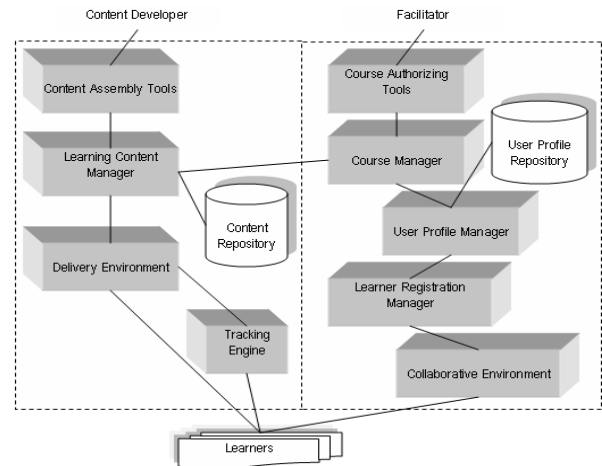 Content Developer
Facilitator
Content Assembly Tools
Course Authorizing
Tools
Learning Content
Manager
Course Manager
User Profile
Repository
Content
Repository
User Profile Manager
Delivery Environment
Learner Registration
Manager
Tracking
Engine
Collaborative Environment
Learners